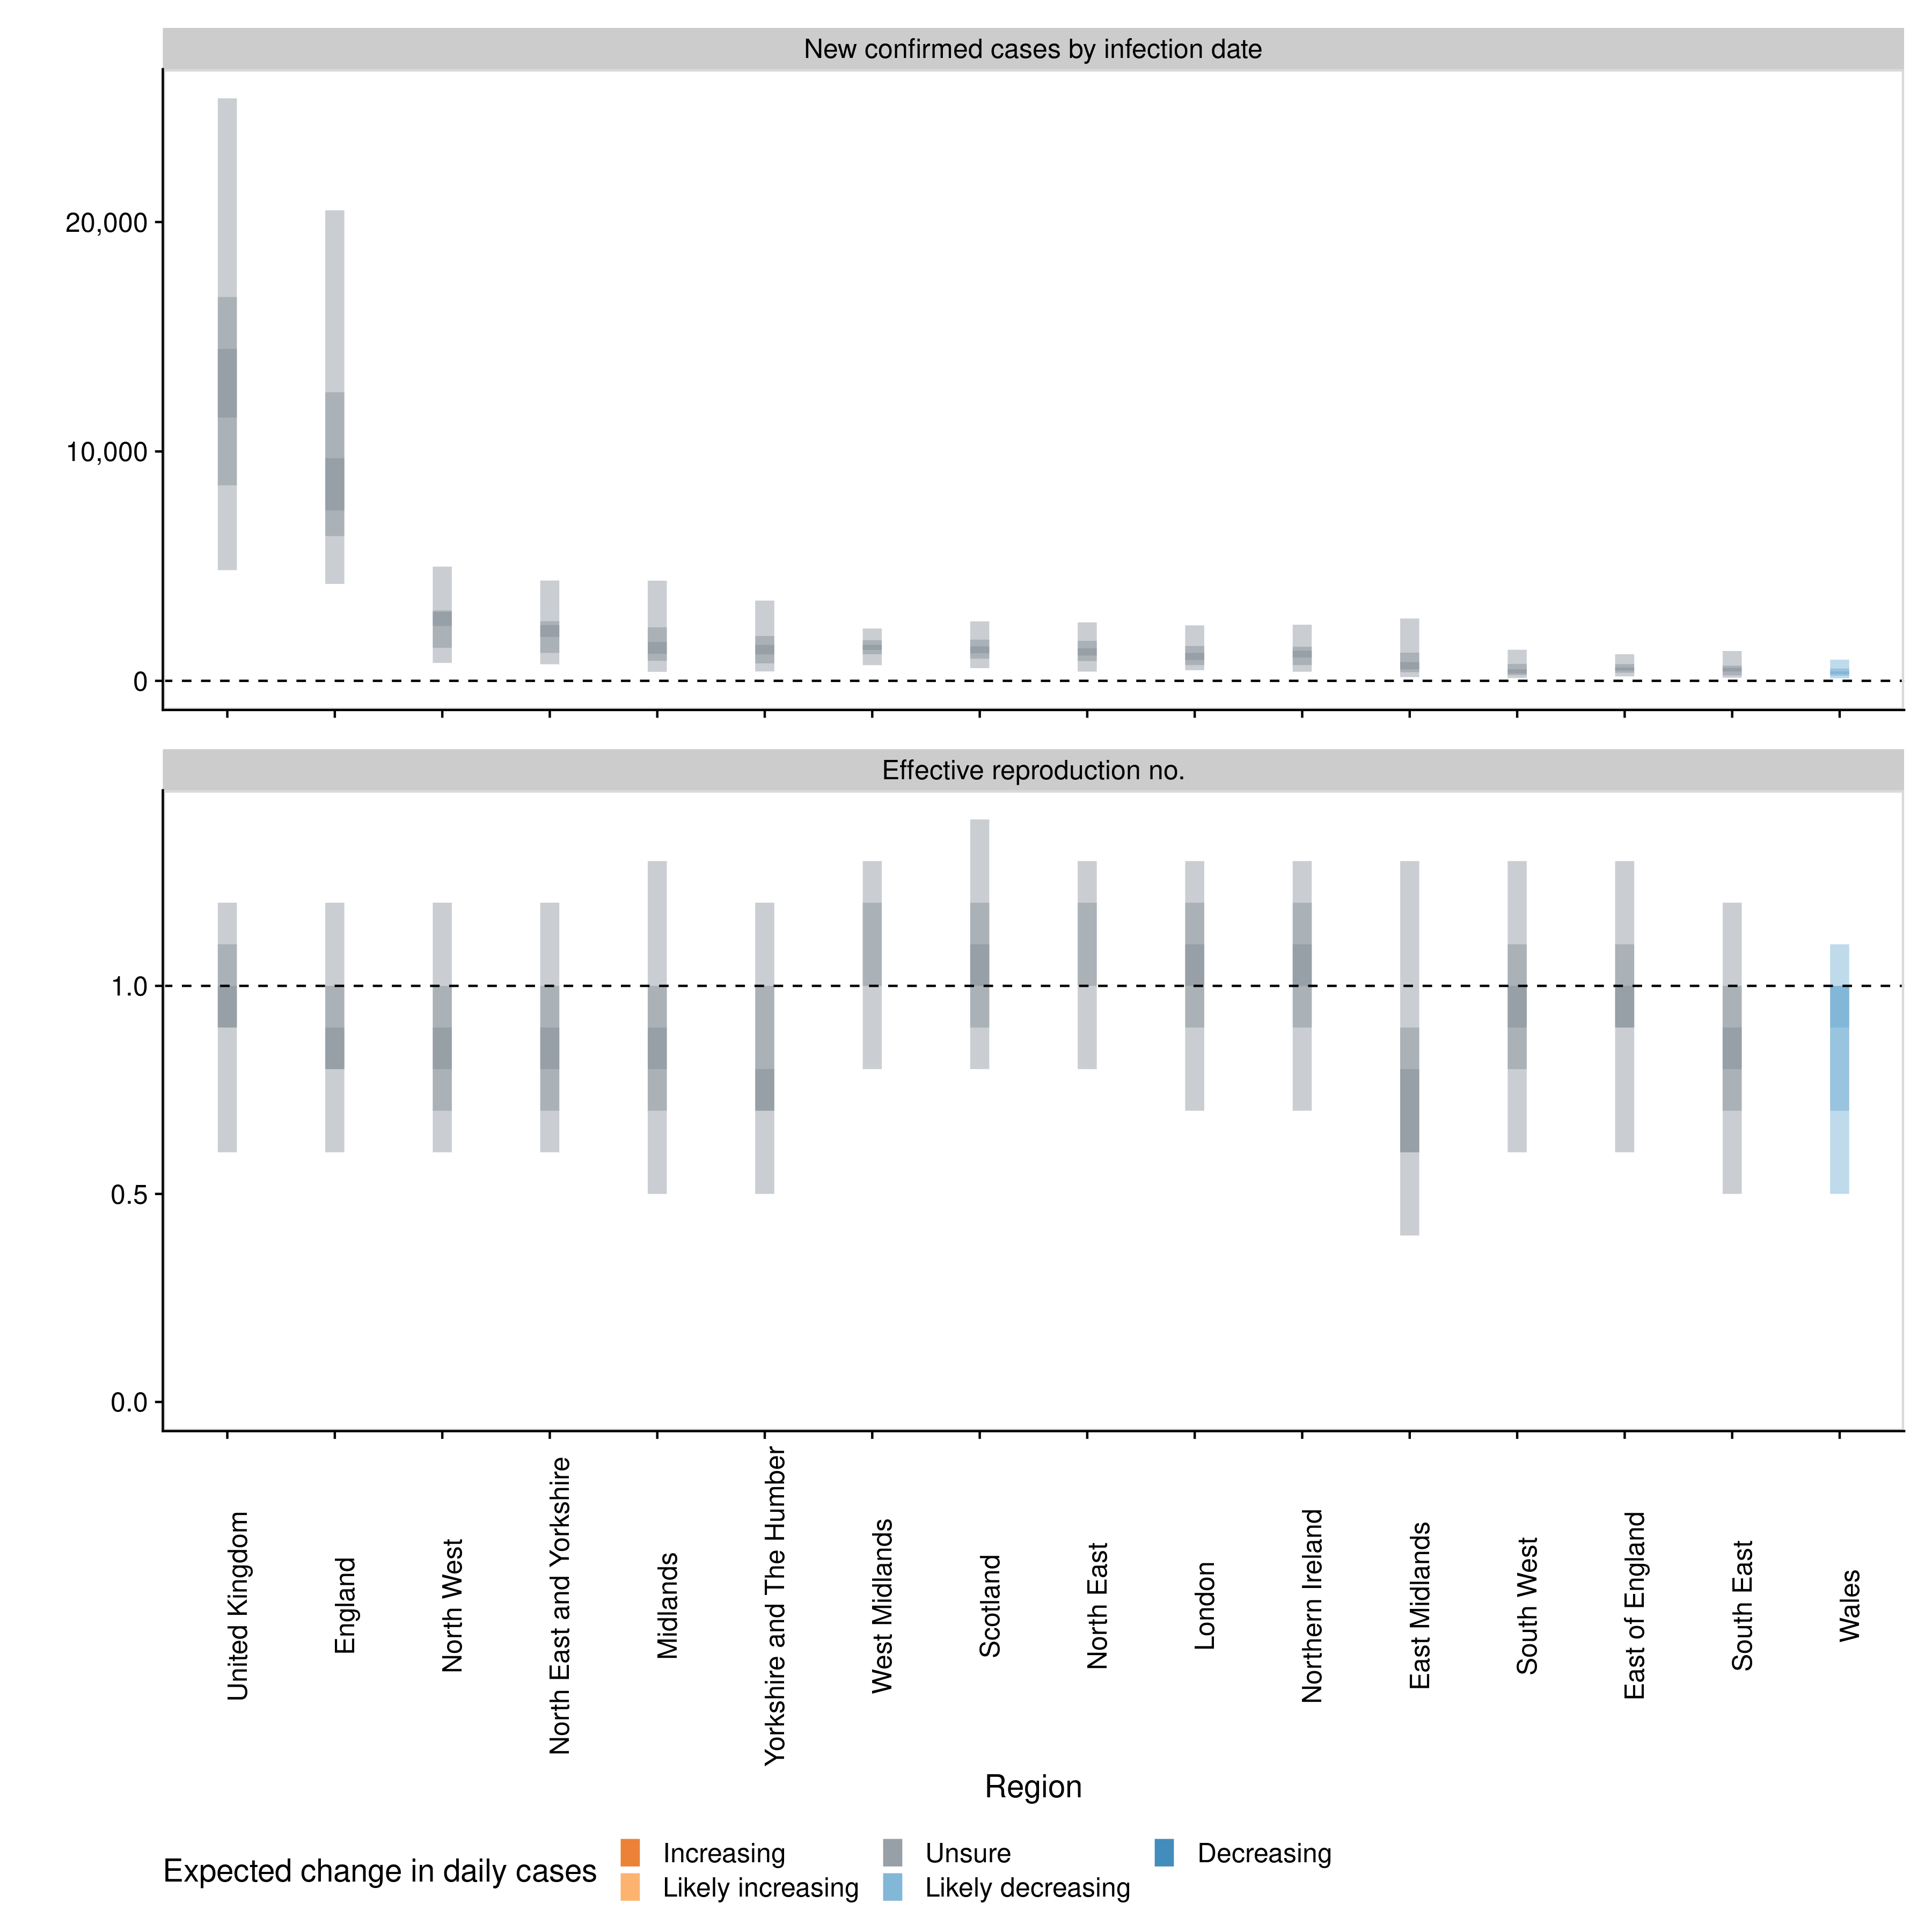 New confirmed cases by infection date
20,000
10,000
0
Effective reproduction no.
1.0
0.5
0.0
United Kingdom
England
North West
North East and Yorkshire
Midlands
Yorkshire and The Humber
West Midlands
Scotland
North East
London
Northern Ireland
East Midlands
South West
East of England
South East
Wales
Region
Expected change in daily cases
Increasing
Likely increasing
Unsure
Likely decreasing
Decreasing